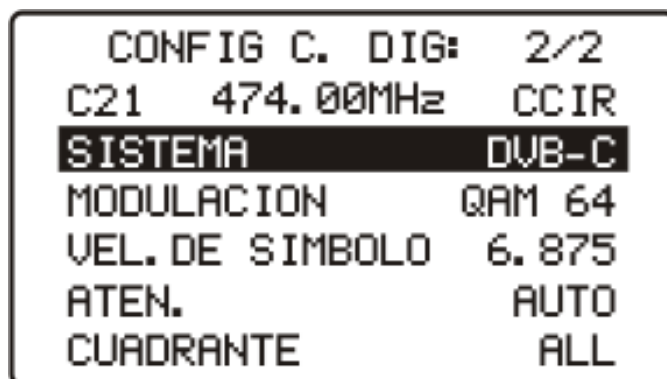 CONFIG C. DIG: 2/2
C21 474.00MHz CCIR
SISTEMA DVB-C
MODULACION QAM 64
VEL.DE SIMBOLO 6.875
ATEN. AUTO
CUADRANTE ALL